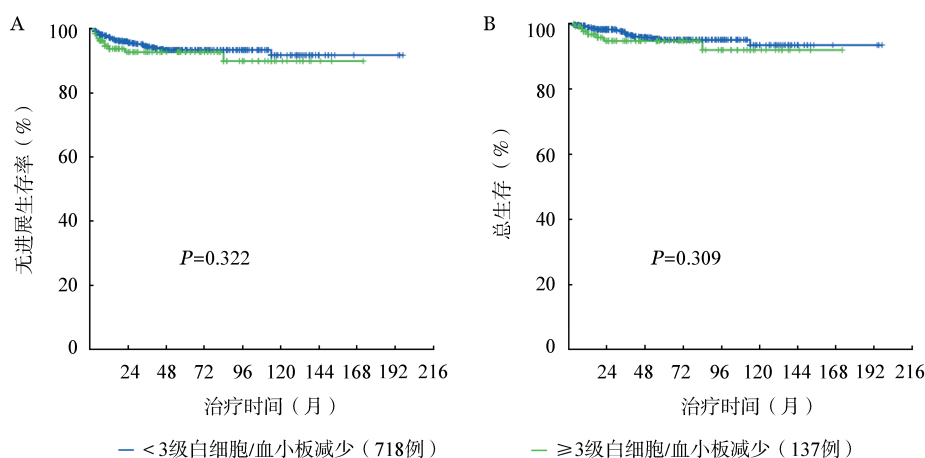 A
100
80
60
40
20
0
无进展生存率（%）
P=0.322
24 48 72 96 120 144 168 192 216
治疗时间（月）
B
100
80
60
40
20
0
总生存（%）
P=0.309
24 48 72 96 120 144 168 192 216
治疗时间（月）
<3级白细胞/血小板减少（718例）
≥3级白细胞/血小板减少（137例）